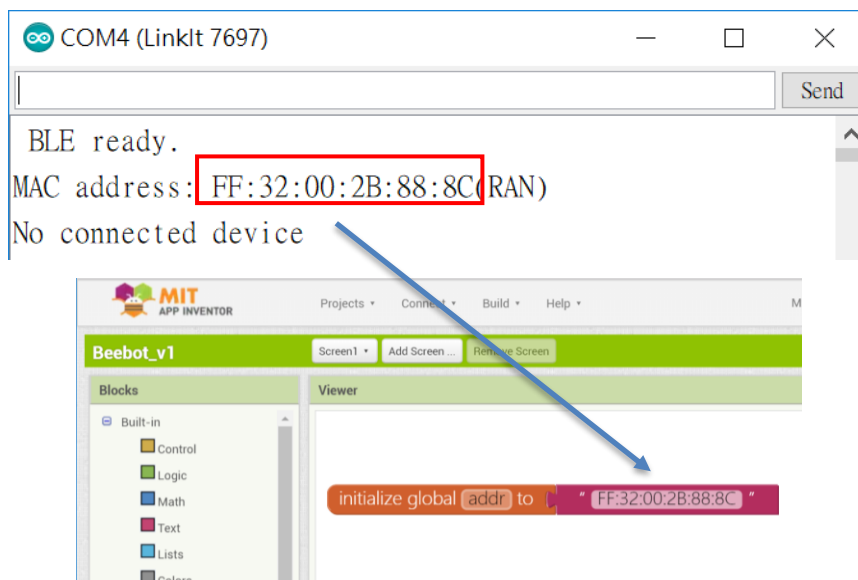 COM4 (LinkIt 7697)
Send
BLE ready.
MAC address: FF:32:00:2B:88:8C(RAN)
No connected device
MIT
APP INVENTOR
Projects
Connect
Build
Help
M
Beebot_v1
Screen1
Add Screen ...
Remove Screen
Blocks
Viewer
Built-in
Control
Logic
Math
Text
Lists
Colors
initialize global addr to " FF:32:00:2B:88:8C "